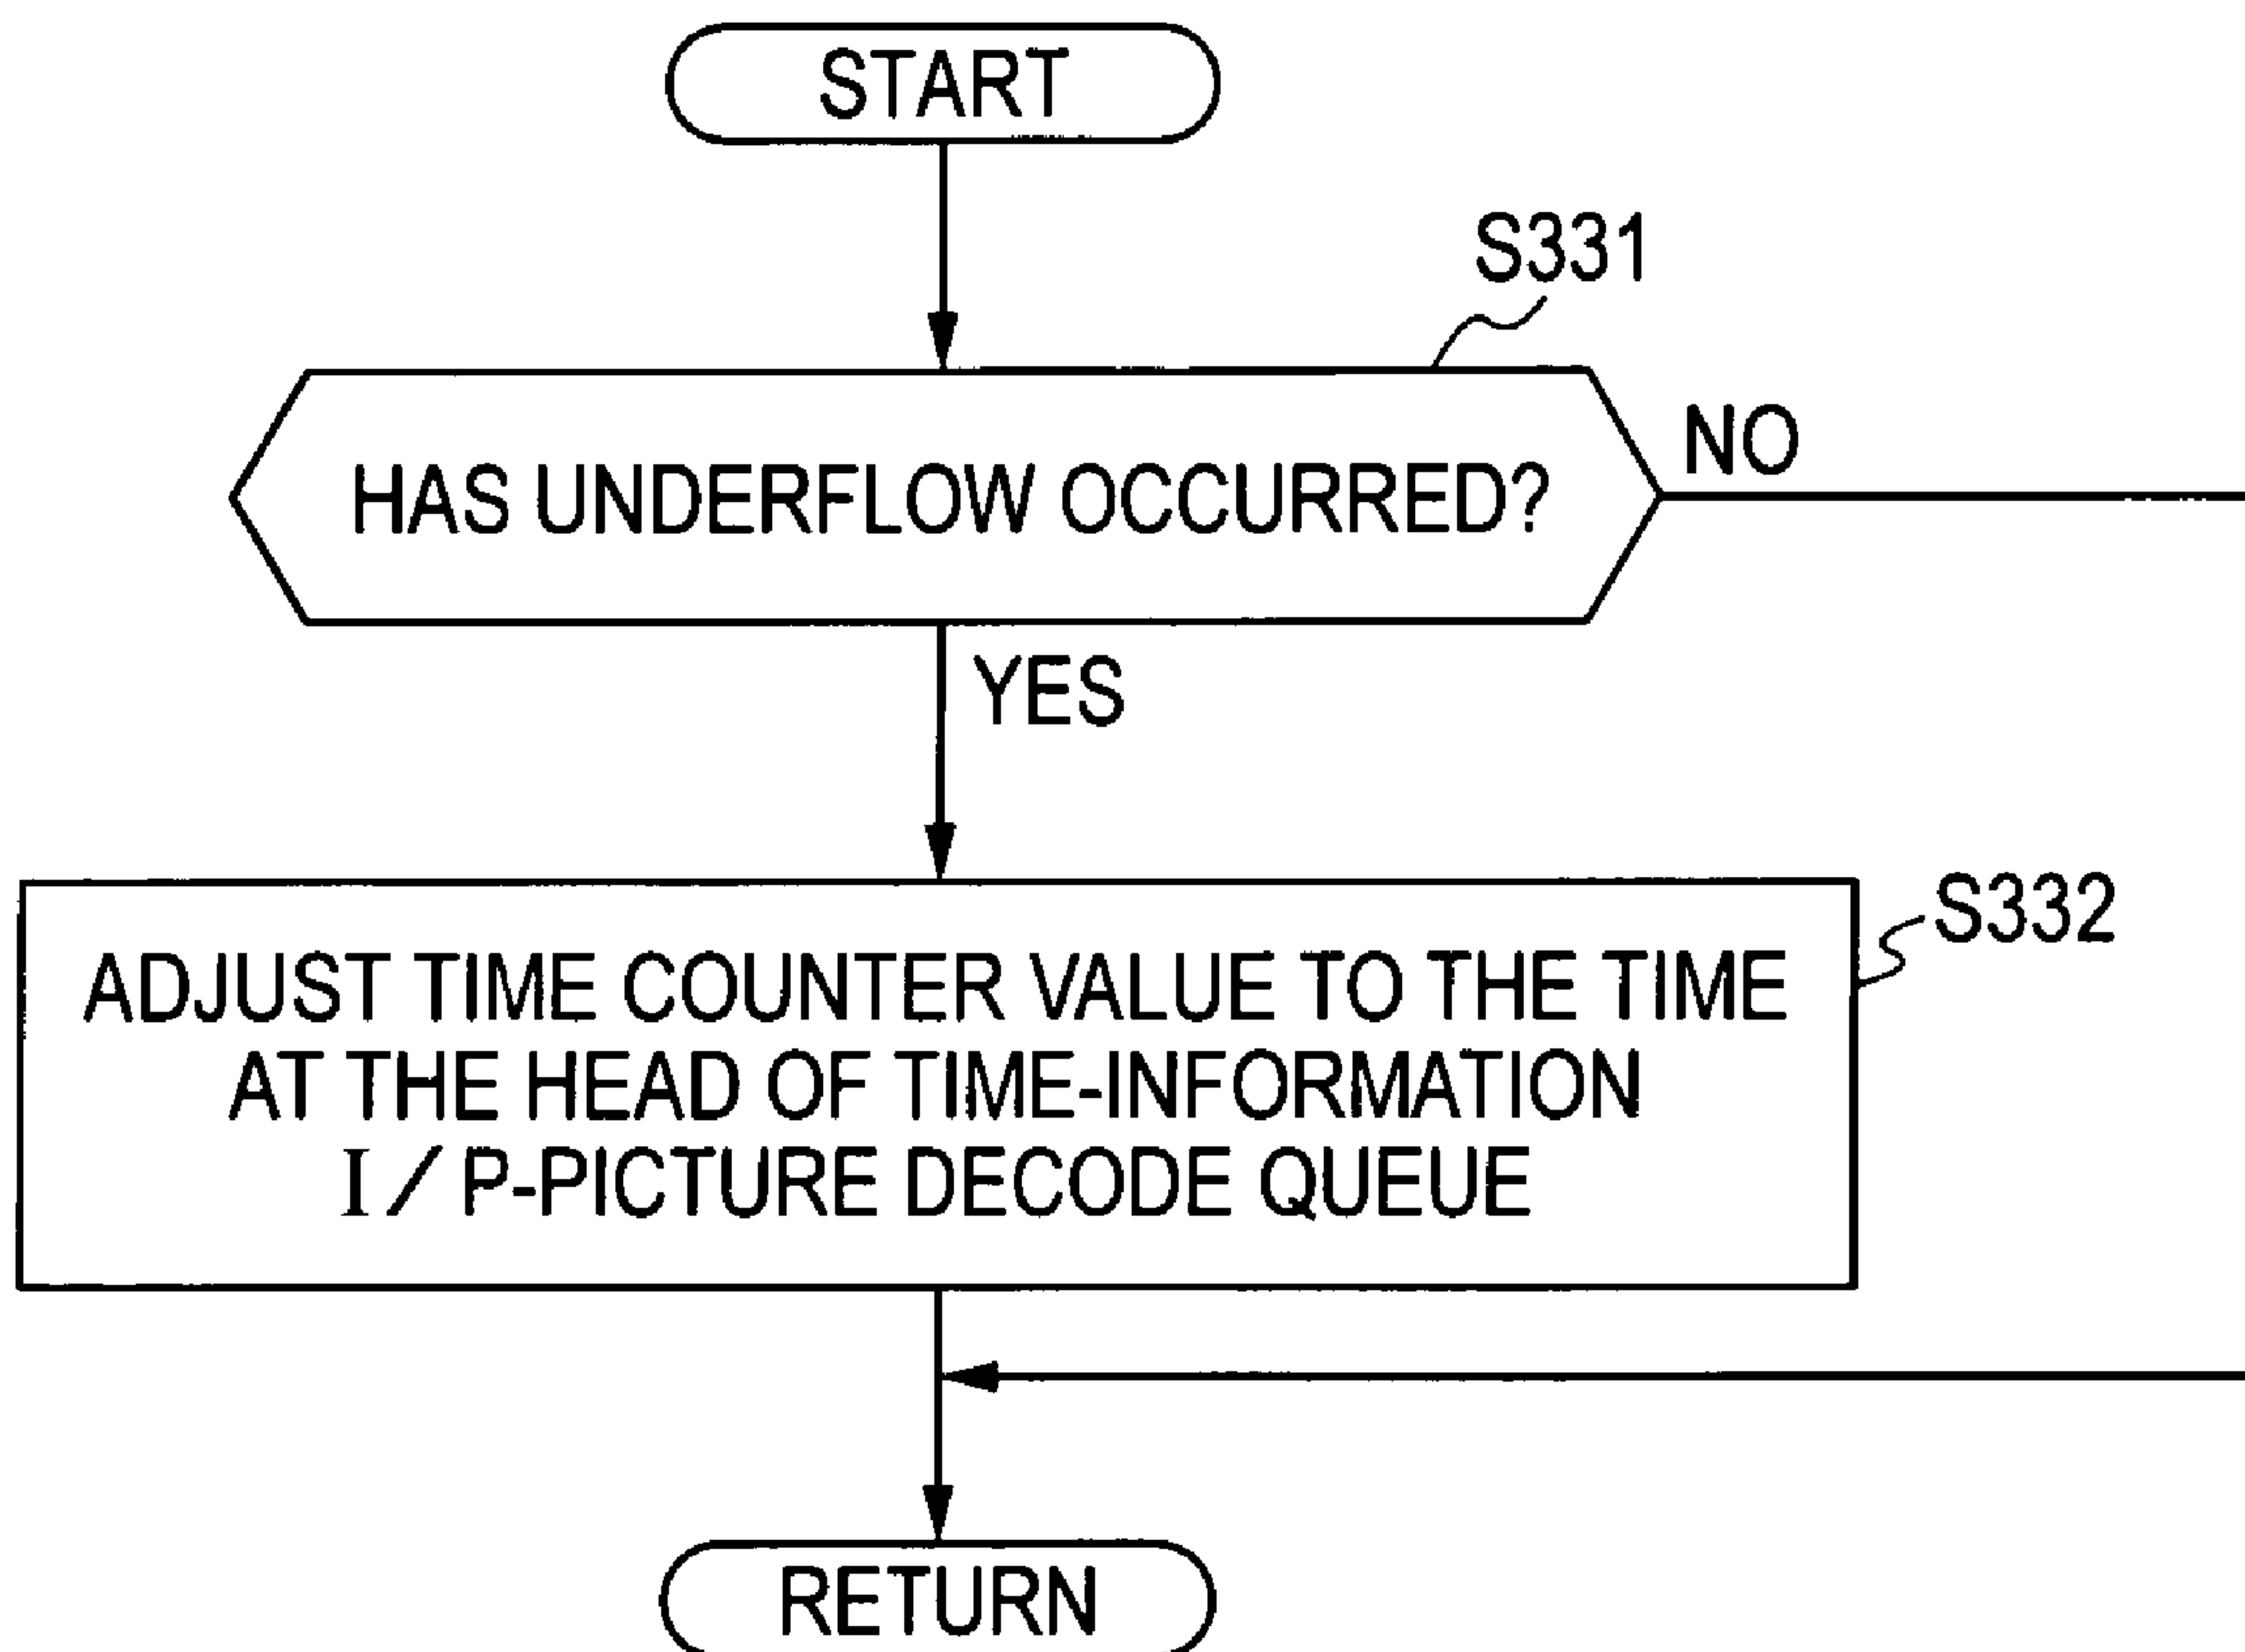 START
S331
HAS UNDERFLOW OCCURRED?
NO
YES
S332
ADJUST TIME COUNTER VALUE TO THE TIME
AT THE HEAD OF TIME-INFORMATION
I/P-PICTURE DECODE QUEUE
RETURN